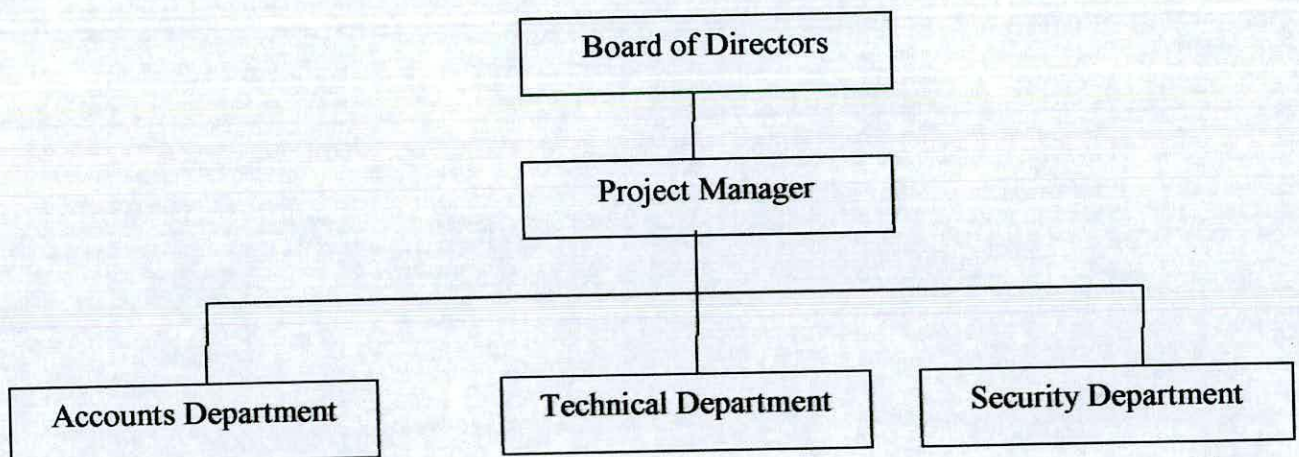 Board of Directors
Project Manager
Accounts Department
Technical Department
Security Department